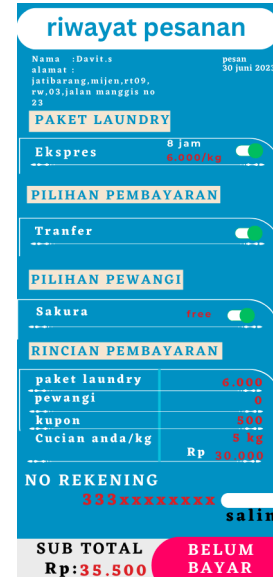 riwayat pesanan
Nama :Davit.s
alamat :
jatibarang,mijen,rt09,
rw,03,jalan manggis no
23
pesan
30 juni 2023
PAKET LAUNDRY
Ekspres
8 jam
6.000/kg
PILIHAN PEMBAYARAN
Tranfer
PILIHAN PEWANGI
Sakura free
RINCIAN PEMBAYARAN
paket laundry 6.000
pewangi 0
kupon 500
Cucian anda/kg 5 kg
Rp 30.000
NO REKENING
333xxxxxxxx
salin
SUB TOTAL
Rp:35.500
BELUM
BAYAR